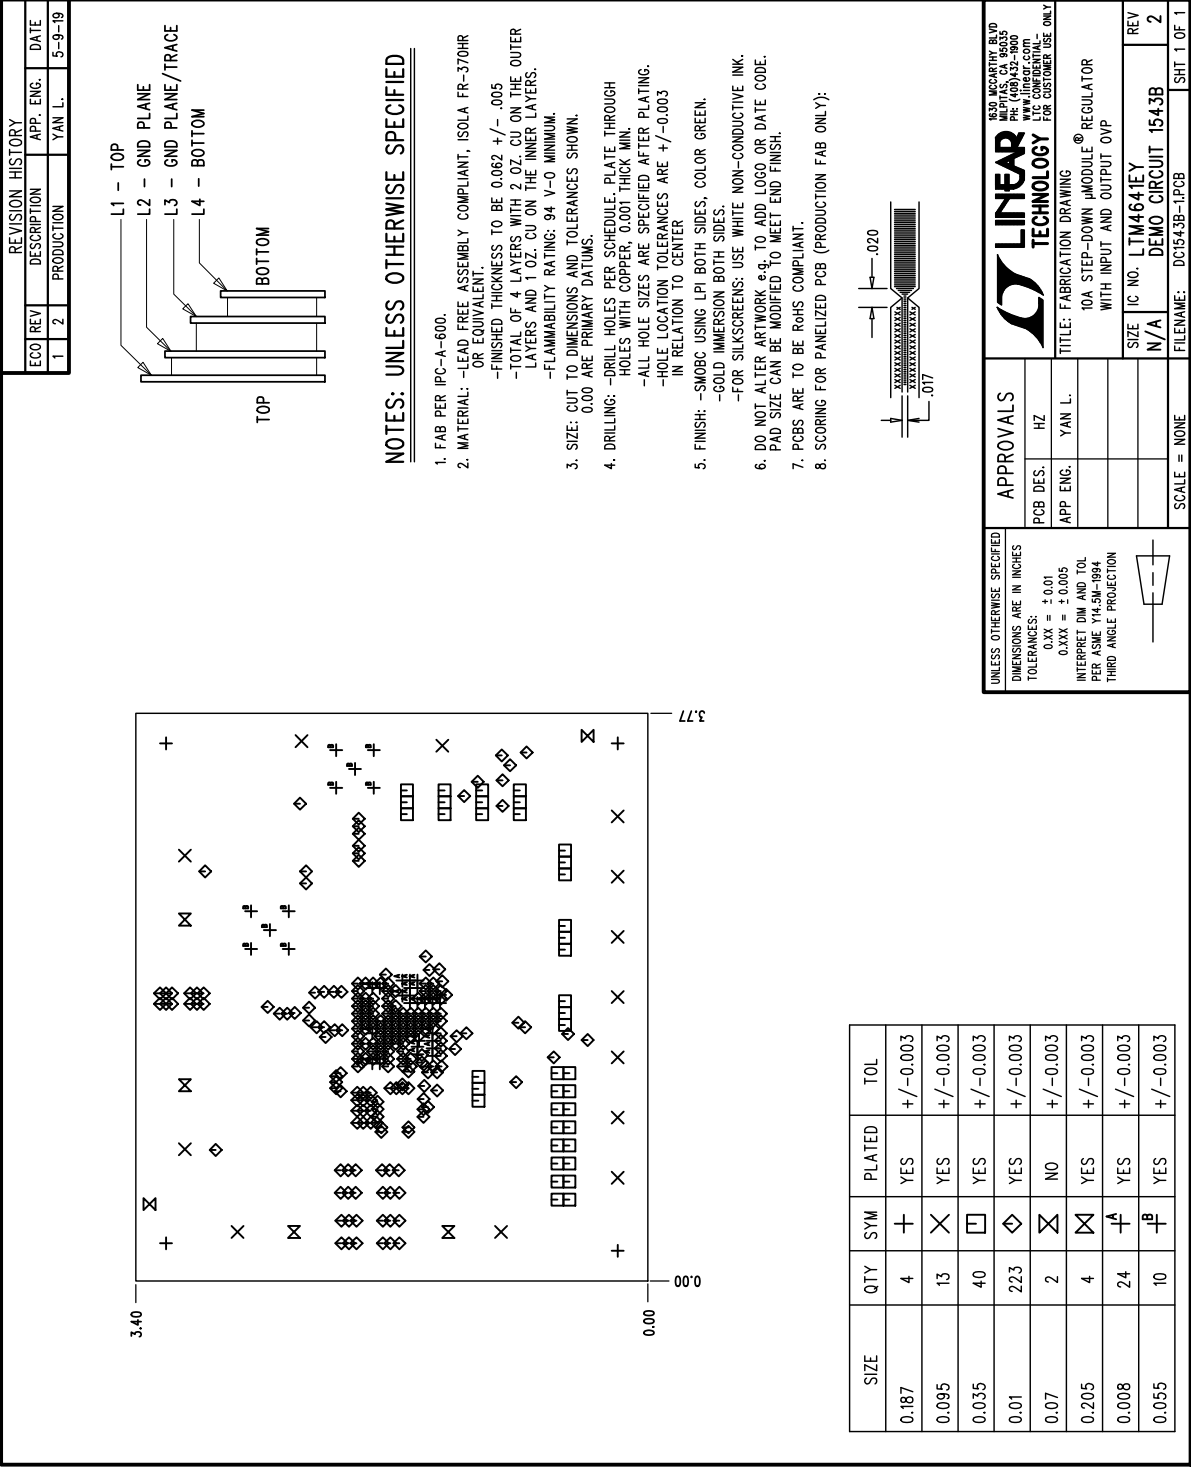 REVISION HISTORY
ECO REV DESCRIPTION APP. ENG. DATE
1 2 PRODUCTION YAN L. 5-9-19
L1 - TOP
L2 - GND PLANE
L3 - GND PLANE/TRACE
L4 - BOTTOM
TOP
BOTTOM
NOTES: UNLESS OTHERWISE SPECIFIED
1. FAB PER IPC-A-600.
2. MATERIAL: -LEAD FREE ASSEMBLY COMPLIANT, ISOLA FR-370HR
OR EQUIVALENT.
-FINISHED THICKNESS TO BE 0.062 +/- .005
-TOTAL OF 4 LAYERS WITH 2 OZ. CU ON THE OUTER
LAYERS AND 1 OZ. CU ON THE INNER LAYERS.
-FLAMMABILITY RATING: 94 V-0 MINIMUM.
3. SIZE: CUT TO DIMENSIONS AND TOLERANCES SHOWN.
0.00 ARE PRIMARY DATUMS.
4. DRILLING: -DRILL HOLES PER SCHEDULE. PLATE THROUGH
HOLES WITH COPPER, 0.001 THICK MIN.
-ALL HOLE SIZES ARE SPECIFIED AFTER PLATING.
-HOLE LOCATION TOLERANCES ARE +/-0.003
IN RELATION TO CENTER
5. FINISH: -SMOBC USING LPI BOTH SIDES, COLOR GREEN.
-GOLD IMMERSION BOTH SIDES.
-FOR SILKSCREENS: USE WHITE NON-CONDUCTIVE INK.
6. DO NOT ALTER ARTWORK e.g. TO ADD LOGO OR DATE CODE.
PAD SIZE CAN BE MODIFIED TO MEET END FINISH.
7. PCBS ARE TO BE RoHS COMPLIANT.
8. SCORING FOR PANELIZED PCB (PRODUCTION FAB ONLY):
.020
.017
3.40
0.00
0.00
3.77
SIZE QTY SYM PLATED TOL
0.187 4 YES +/-0.003
0.095 13 YES +/-0.003
0.035 40 YES +/-0.003
0.01 223 YES +/-0.003
0.07 2 NO +/-0.003
0.205 4 YES +/-0.003
0.008 24 A YES +/-0.003
0.055 10 B YES +/-0.003
UNLESS OTHERWISE SPECIFIED
DIMENSIONS ARE IN INCHES
TOLERANCES:
0.XX = ± 0.01
0.XXX = ± 0.005
INTERPRET DIM AND TOL
PER ASME Y14.5M-1994
THIRD ANGLE PROJECTION
APPROVALS
PCB DES. HZ
APP ENG. YAN L.
SCALE = NONE
LINEAR
TECHNOLOGY
1630 MCCARTHY BLVD
MILPITAS, CA 95035
PH: (408)432-1900
www.linear.com
LTC CONFIDENTIAL-
FOR CUSTOMER USE ONLY
TITLE: FABRICATION DRAWING
10A STEP-DOWN µMODULE® REGULATOR
WITH INPUT AND OUTPUT OVP
SIZE
N/A
IC NO. LTM4641EY
DEMO CIRCUIT 1543B
REV
2
FILENAME: DC1543B-1.PCB
SHT 1 OF 1